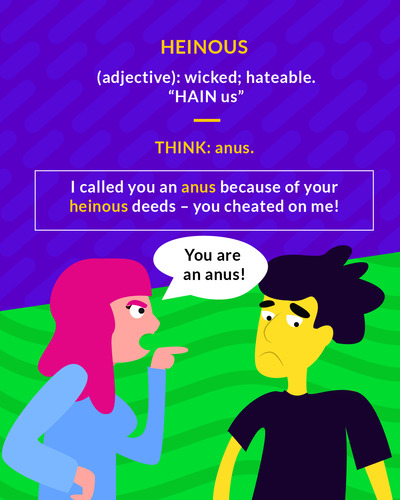 HEINOUS
(adjective): wicked; hateable.
“HAIN us”
THINK: anus.
I called you an anus because of your
heinous deeds – you cheated on me!
You are
an anus!